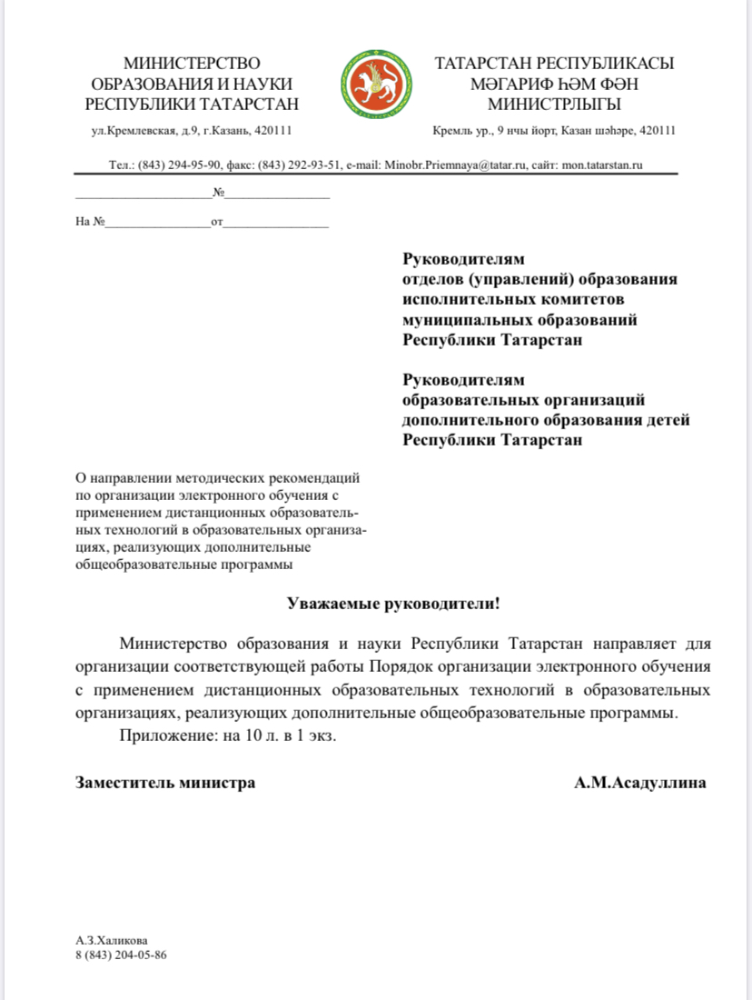 МИНИСТЕРСТВО
ОБРАЗОВАНИЯ И НАУКИ
РЕСПУБЛИКИ ТАТАРСТАН
ул.Кремлевская, д.9, г.Казань, 420111
ТАТАРСТАН РЕСПУБЛИКАСЫ
МӘГАРИФ ҺӘМ ФӘН
МИНИСТРЛЫГЫ
Кремль ур., 9 нчы йорт, Казан шәһәре, 420111
Тел.: (843) 294-95-90, факс: (843) 292-93-51, e-mail: Minobr.Priemnaya@tatar.ru, сайт: mon.tatarstan.ru
______________________№_________________
На №_________________от_________________
Руководителям
отделов (управлений) образования
исполнительных комитетов
муниципальных образований
Республики Татарстан
Руководителям
образовательных организаций
дополнительного образования детей
Республики Татарстан
О направлении методических рекомендаций
по организации электронного обучения с
применением дистанционных образователь-
ных технологий в образовательных организа-
циях, реализующих дополнительные
общеобразовательные программы
Уважаемые руководители!
Министерство образования и науки Республики Татарстан направляет для
организации соответствующей работы Порядок организации электронного обучения
с применением дистанционных образовательных технологий в образовательных
организациях, реализующих дополнительные общеобразовательные программы.
Приложение: на 10 л. в 1 экз.
Заместитель министра А.М.Асадуллина
А.З.Халикова
8 (843) 204-05-86